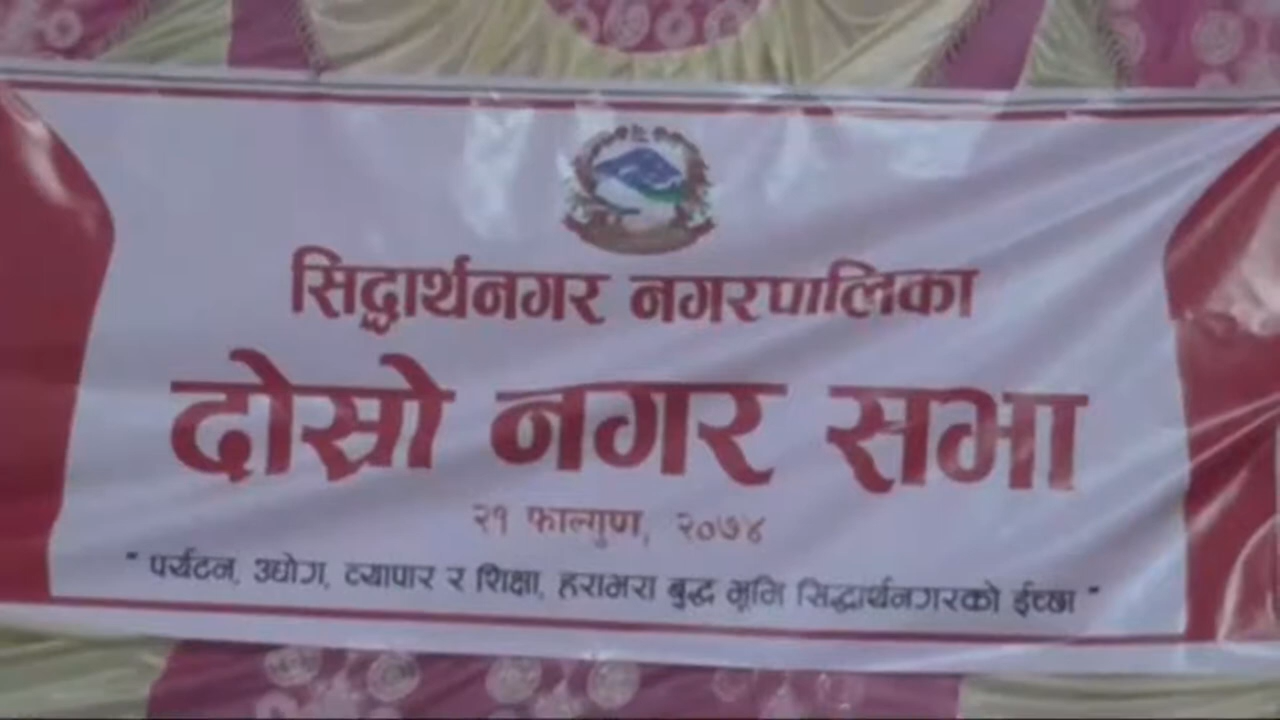 सिद्धार्थनगर नगरपालिका
दोस्रो नगर सभा
२१ फाल्गुण, २०७४
" पर्यटन, उद्योग, व्यापार र शिक्षा, हराभरा बुद्ध भूमि सिद्धार्थनगरको ईच्छा "